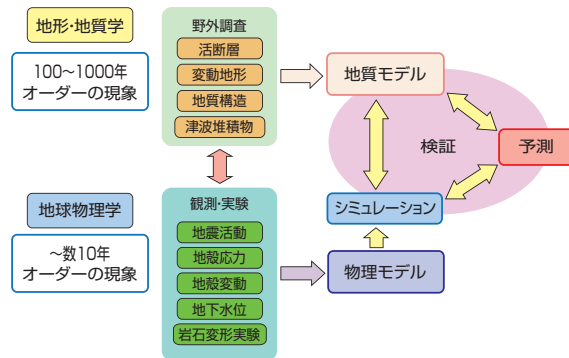 地形・地質学
100~1000年
オーダーの現象
野外調査
活断層
変動地形
地質構造
津波堆積物
地質モデル
検証
予測
地球物理学
~数10年
オーダーの現象
観測・実験
地震活動
地殻応力
地殻変動
地下水位
岩石変形実験
シミュレーション
物理モデル